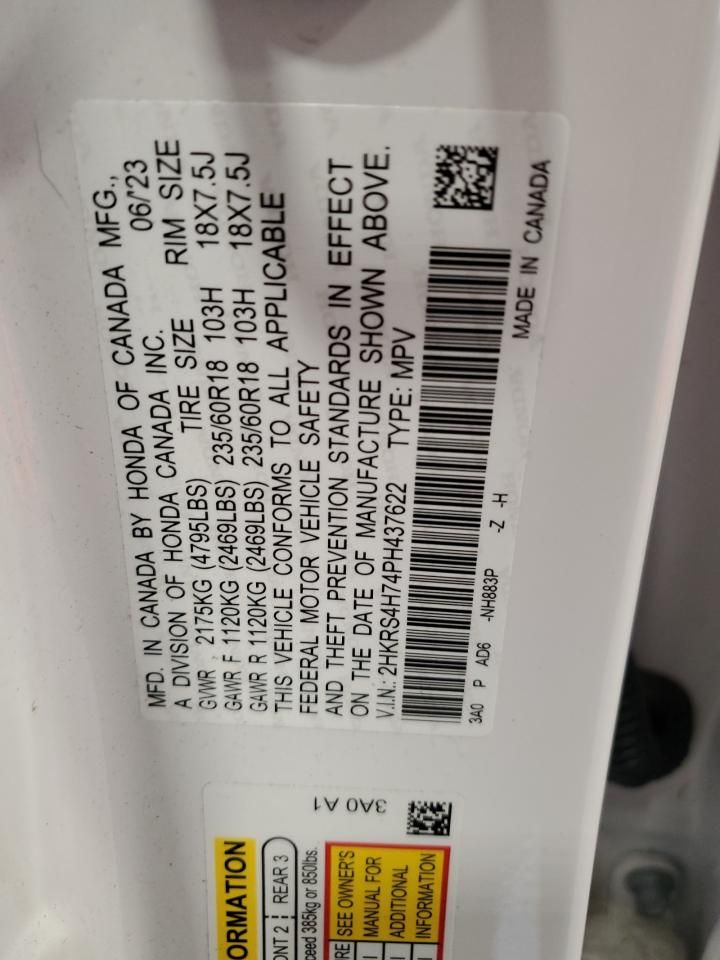 MFD. IN CANADA BY HONDA OF CANADA MFG.,
A DIVISION OF HONDA CANADA INC. 06/'23
GVWR 2175KG (4795LBS) TIRE SIZE RIM SIZE
GAWR F 1120KG (2469LBS) 235/60R18 103H 18X7.5J
GAWR R 1120KG (2469LBS) 235/60R18 103H 18X7.5J
THIS VEHICLE CONFORMS TO ALL APPLICABLE
FEDERAL MOTOR VEHICLE SAFETY
AND THEFT PREVENTION STANDARDS IN EFFECT
ON THE DATE OF MANUFACTURE SHOWN ABOVE.
V.I.N.: 2HKRS4H74PH437622 TYPE: MPV
3A0 P AD6 -NH883P -Z -H
MADE IN CANADA
3A0 A1
ORMATION
ONT 2 REAR 3
ceed 385kg or 850lbs.
RE SEE OWNER'S
MANUAL FOR
ADDITIONAL
INFORMATION